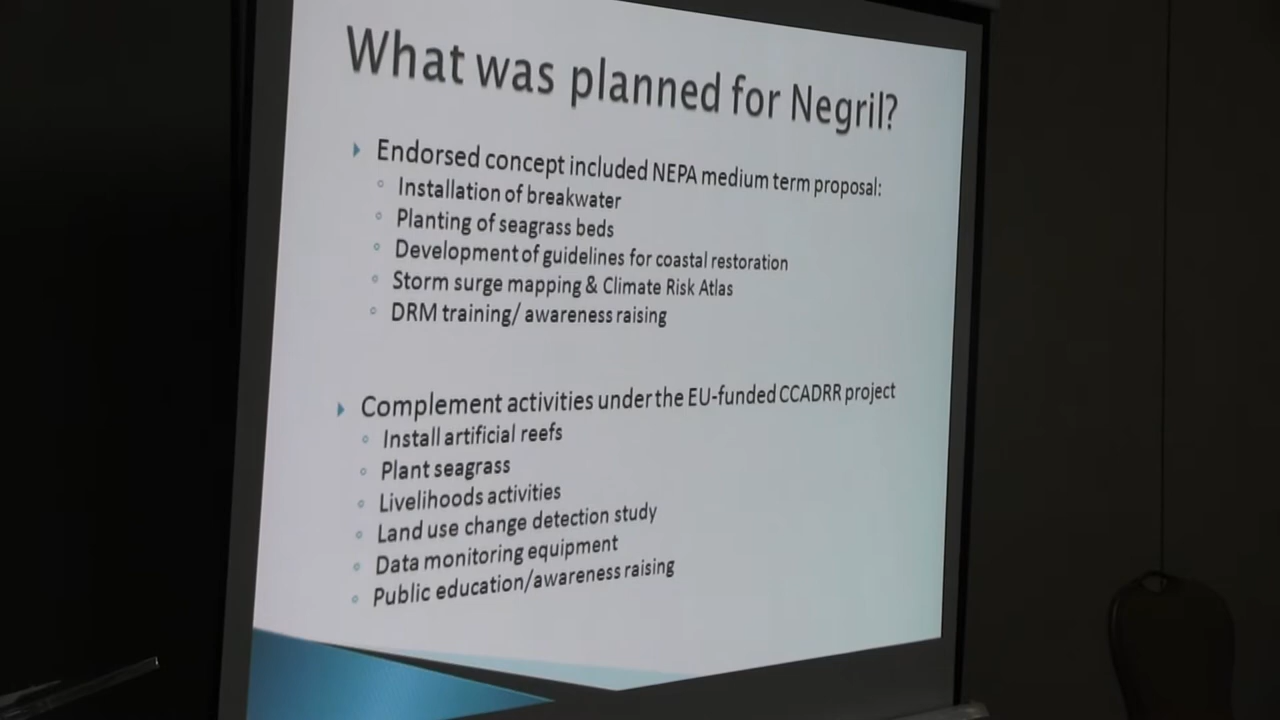 What was planned for Negril?
Endorsed concept included NEPA medium term proposal:
Installation of breakwater
Planting of seagrass beds
Development of guidelines for coastal restoration
Storm surge mapping & Climate Risk Atlas
DRM training/ awareness raising
Complement activities under the EU-funded CCADRR project
Install artificial reefs
Plant seagrass
Livelihoods activities
Land use change detection study
Data monitoring equipment
Public education/awareness raising